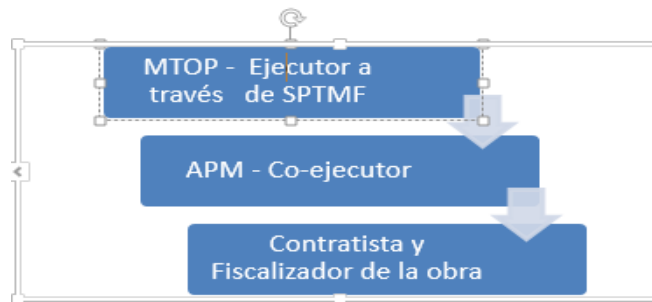 MTOP - Ejecutor a
través de SPTMF
APM - Co-ejecutor
Contratista y
Fiscalizador de la obra